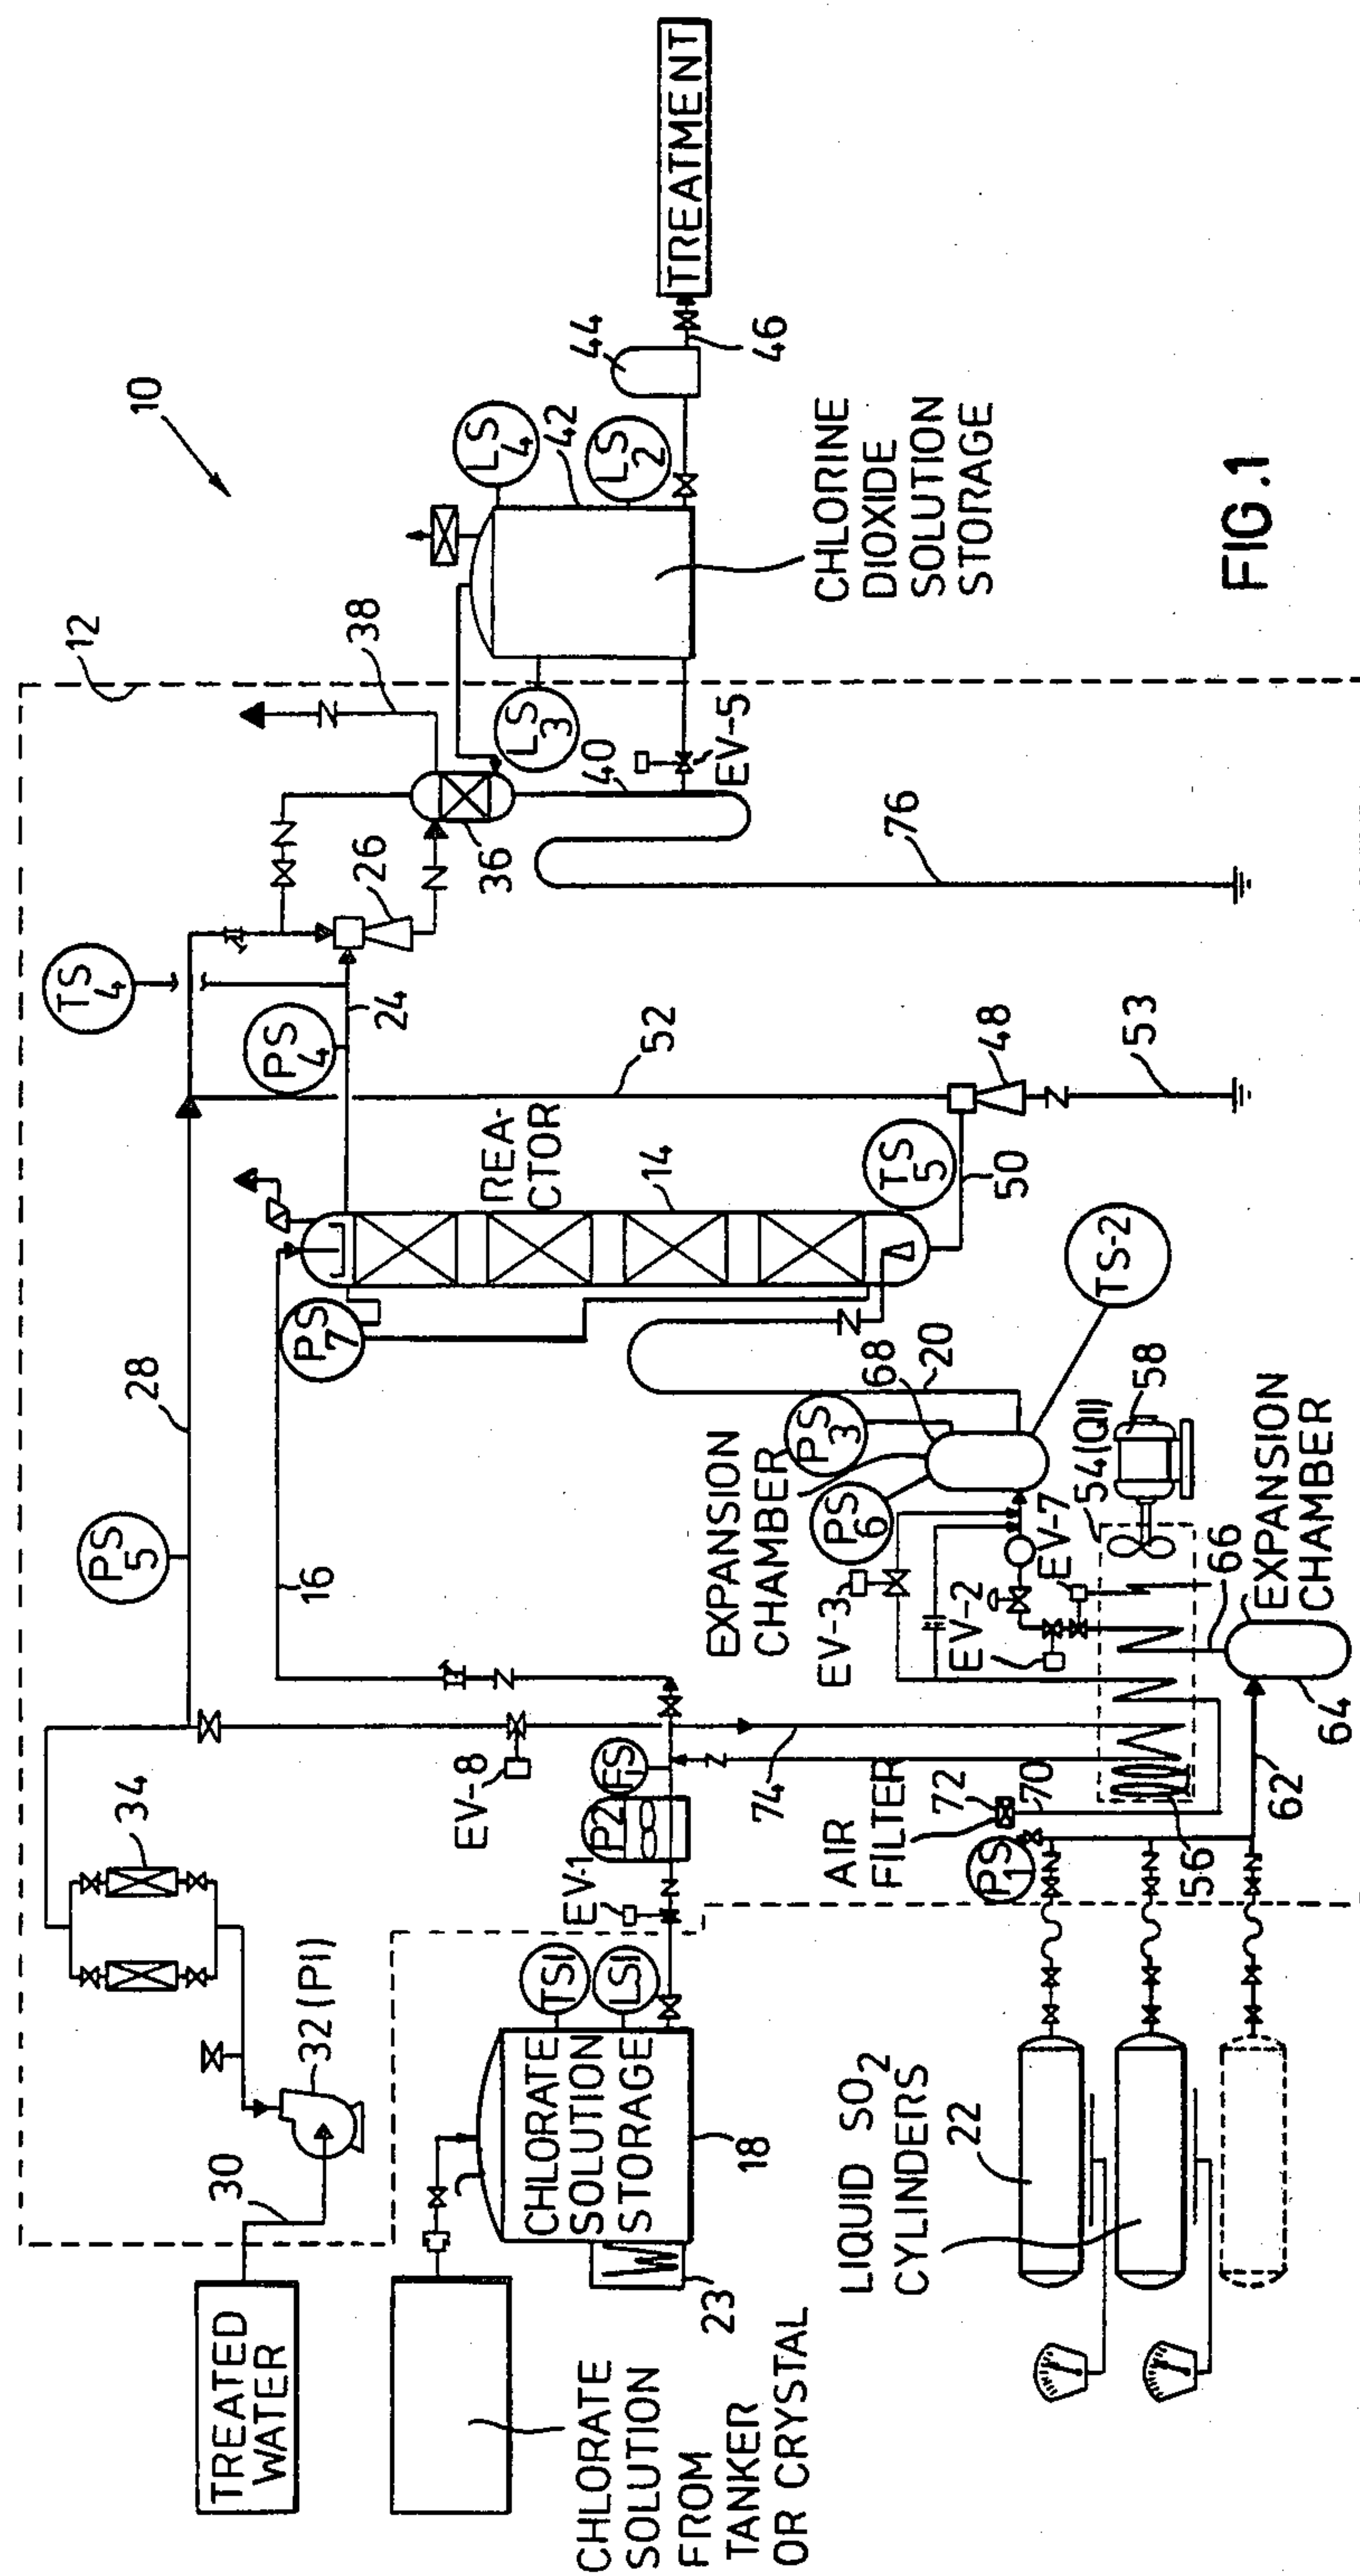 10
12
TREATED
WATER
30
32 (P1)
34
28
PS
5
TS
4
PS
4
24
26
36
38
40
LS
3
LS
4
42
LS
2
44
46
TREATMENT
CHLORINE
DIOXIDE
SOLUTION
STORAGE
EV-5
76
52
48
53
50
REA-
CTOR
14
TS
5
PS
7
16
20
68
TS-2
PS
3
PS
6
EXPANSION
CHAMBER
EV-3
EV-2
EV-7
54(Q1)
58
66
EXPANSION
CHAMBER
64
62
56
70
72
AIR
FILTER
PS
1
74
EV-8
FS
P2
EV-1
TS1
LS1
CHLORATE
SOLUTION
STORAGE
18
23
CHLORATE
SOLUTION
FROM
TANKER
OR CRYSTAL
LIQUID SO2
CYLINDERS
22
FIG.1